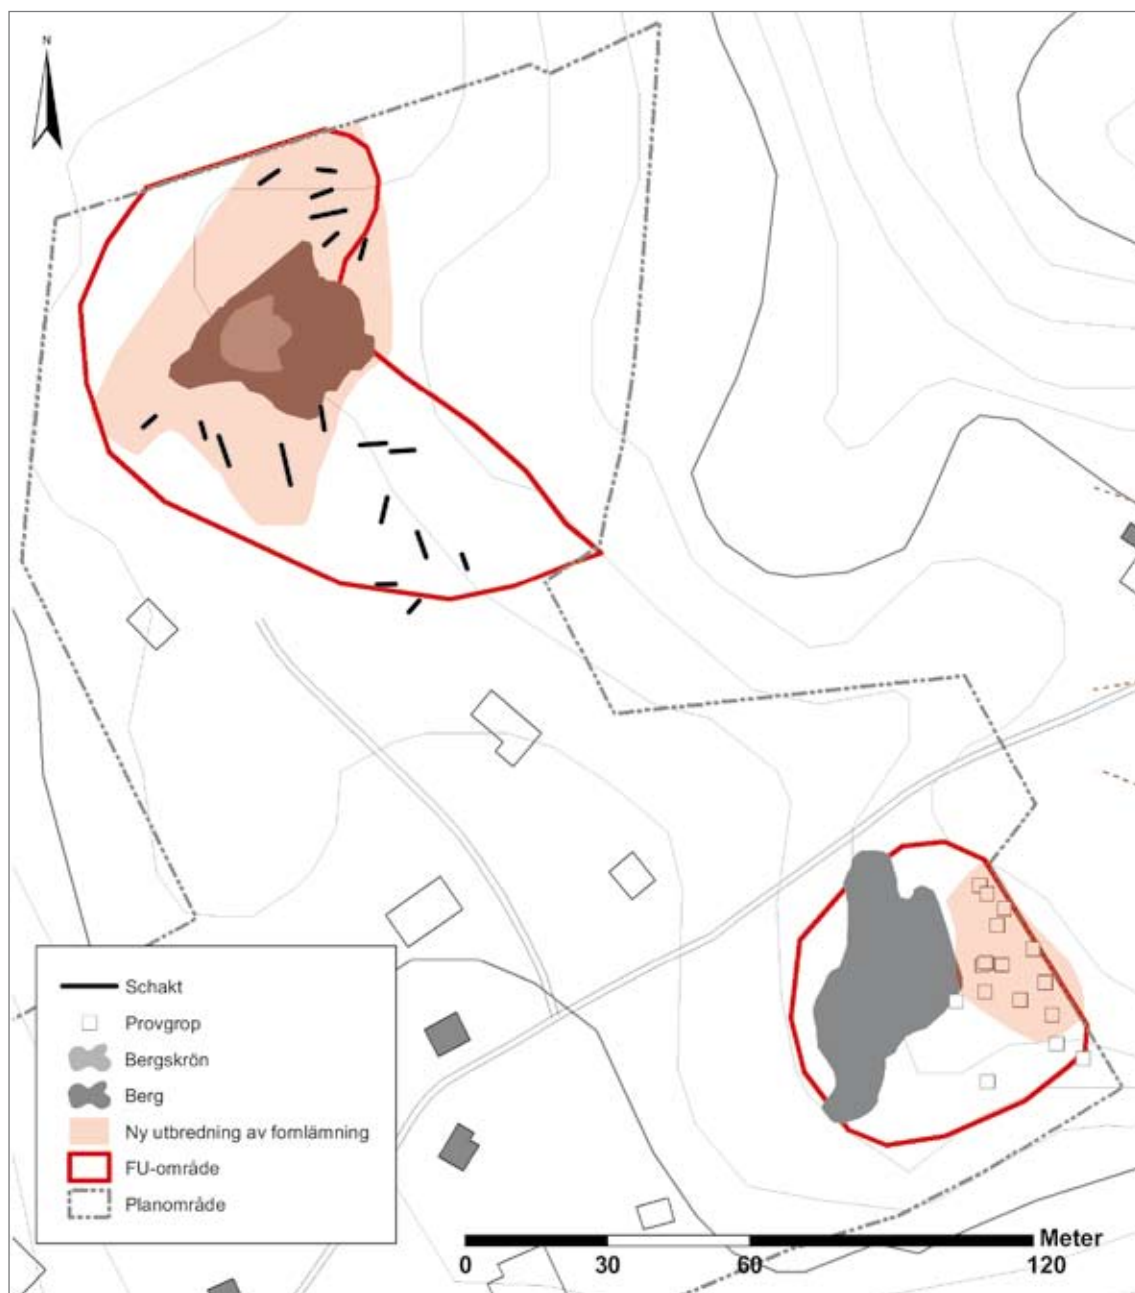 N
Schakt
Provgrop
Bergskrön
Berg
Ny utbredning av fornlämning
FU-område
Planområde
Meter
0 30 60 120